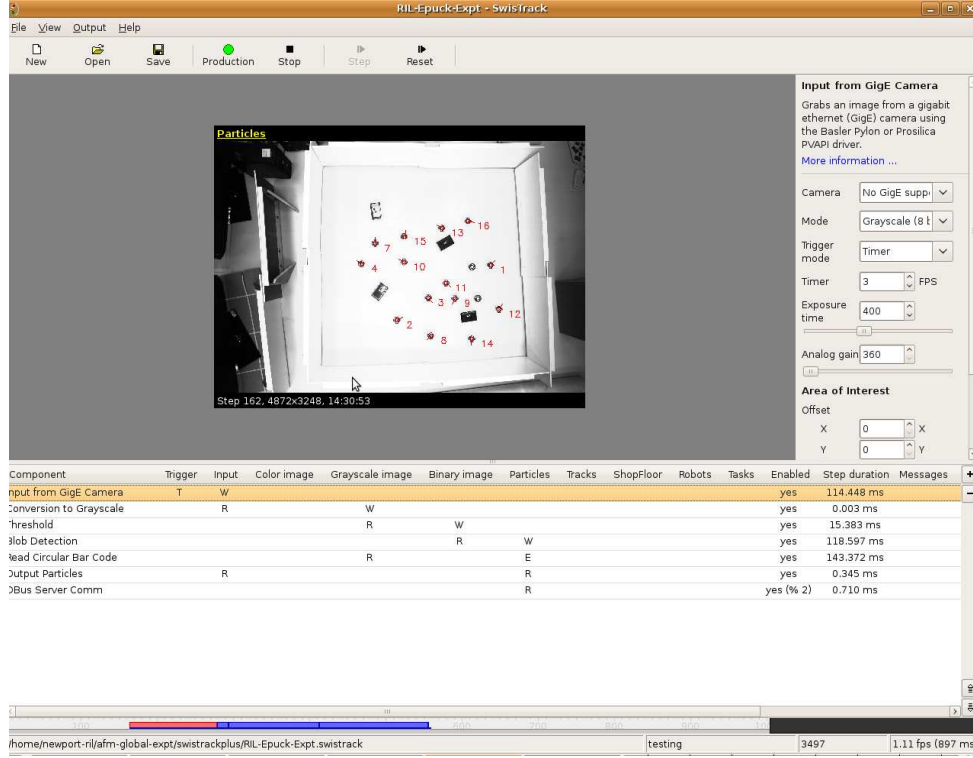 RIL-Epuck-Expt - SwisTrack
File View Output Help
New Open Save Production Stop Step Reset
Particles
16
13
15
7
4
10
1
11
3
9
12
2
8
14
Step 162, 4872x3248, 14:30:53
Input from GigE Camera
Grabs an image from a gigabit
ethernet (GigE) camera using
the Basler Pylon or Prosilica
PVAPI driver.
More information ...
Camera No GigE supp
Mode Grayscale (8 b
Trigger
mode Timer
Timer 3 FPS
Exposure
time 400
Analog gain 360
Area of Interest
Offset
X 0 X
Y 0 Y
Component Trigger Input Color image Grayscale image Binary image Particles Tracks ShopFloor Robots Tasks Enabled Step duration Messages
nput from GigE Camera T W yes 114.448 ms
Conversion to Grayscale R W yes 0.003 ms
Threshold R W yes 15.383 ms
Blob Detection R W yes 118.597 ms
Read Circular Bar Code R E yes 143.372 ms
Output Particles R R yes 0.345 ms
DBus Server Comm R yes (% 2) 0.710 ms
100 600 700 800 900
/home/newport-ril/afm-global-expt/swistrackplus/RIL-Epuck-Expt.swistrack testing 3497 1.11 fps (897 ms